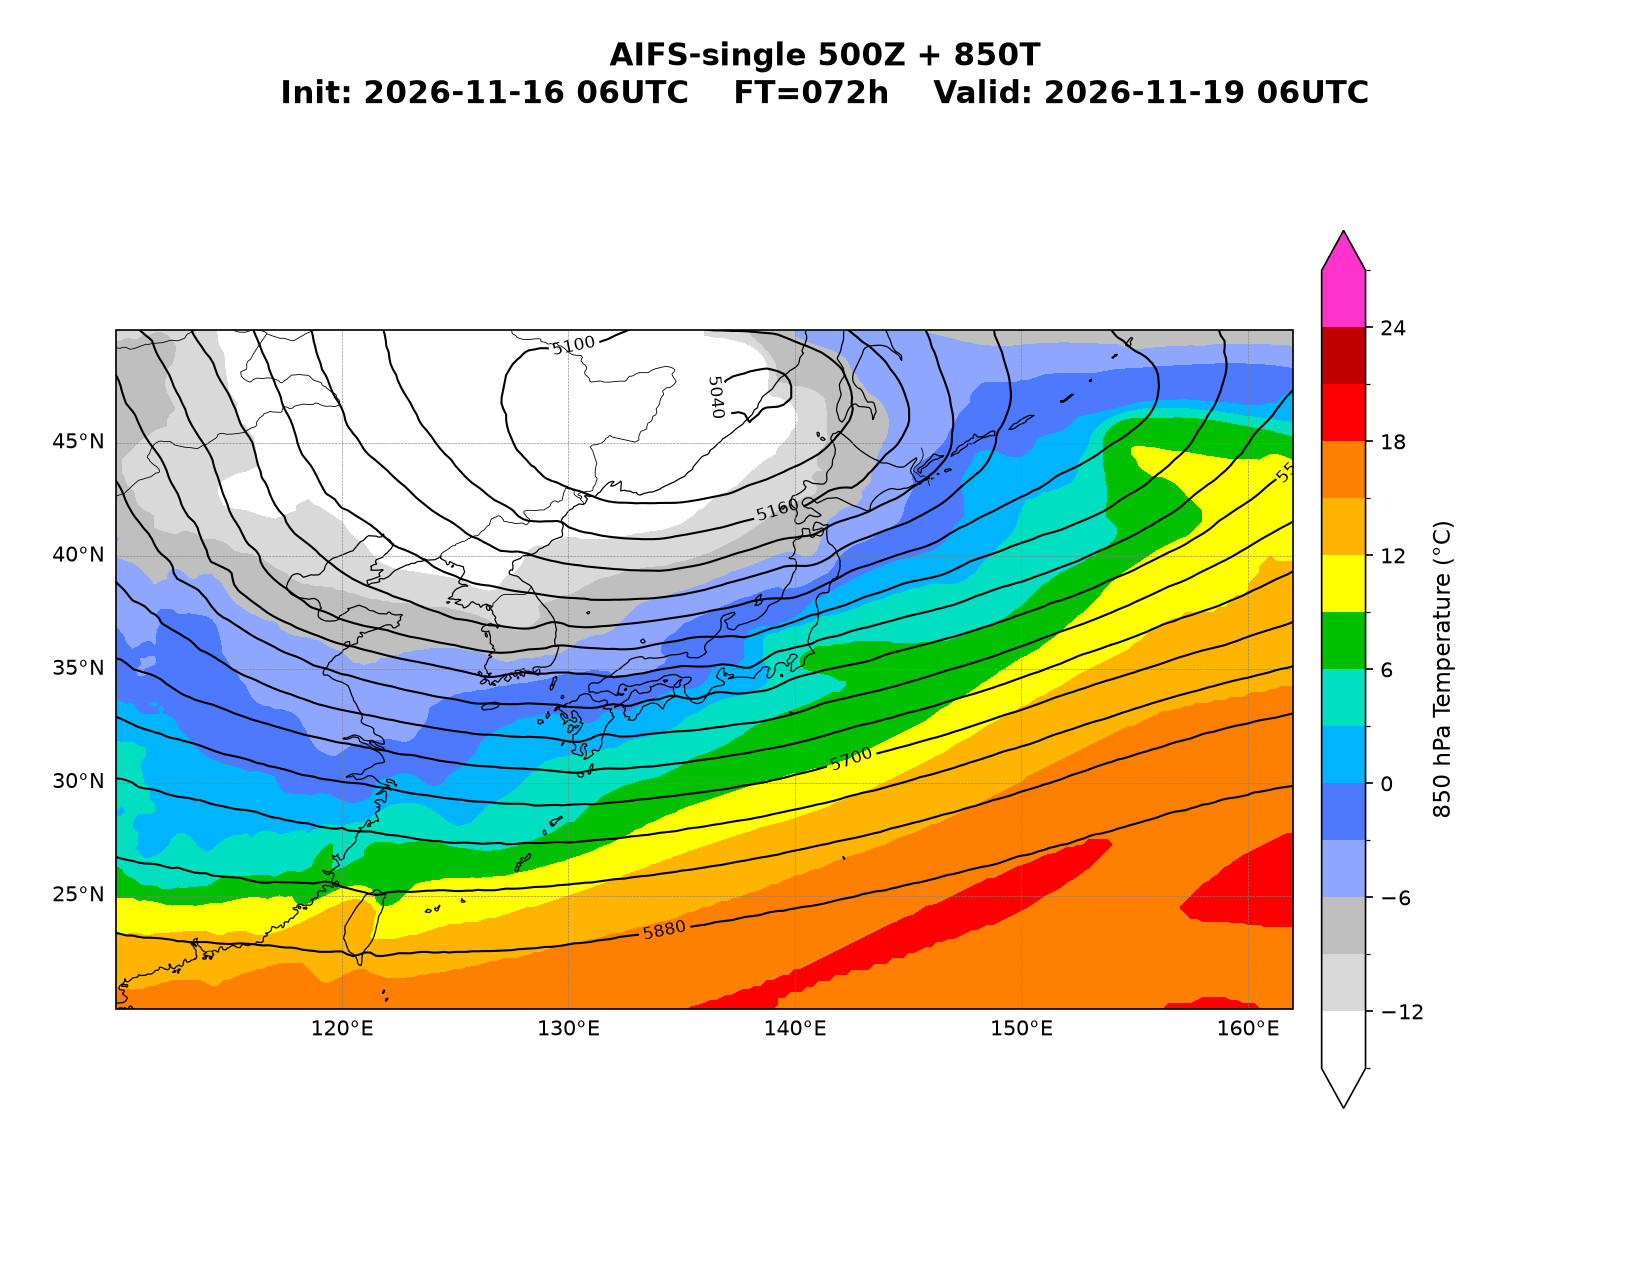 AIFS-single 500Z + 850T
Init: 2026-11-16 06UTC    FT=072h    Valid: 2026-11-19 06UTC
5100
5040
5160
55
5700
5880
45°N
40°N
35°N
30°N
25°N
120°E
130°E
140°E
150°E
160°E
24
18
12
6
0
−6
−12
850 hPa Temperature (°C)